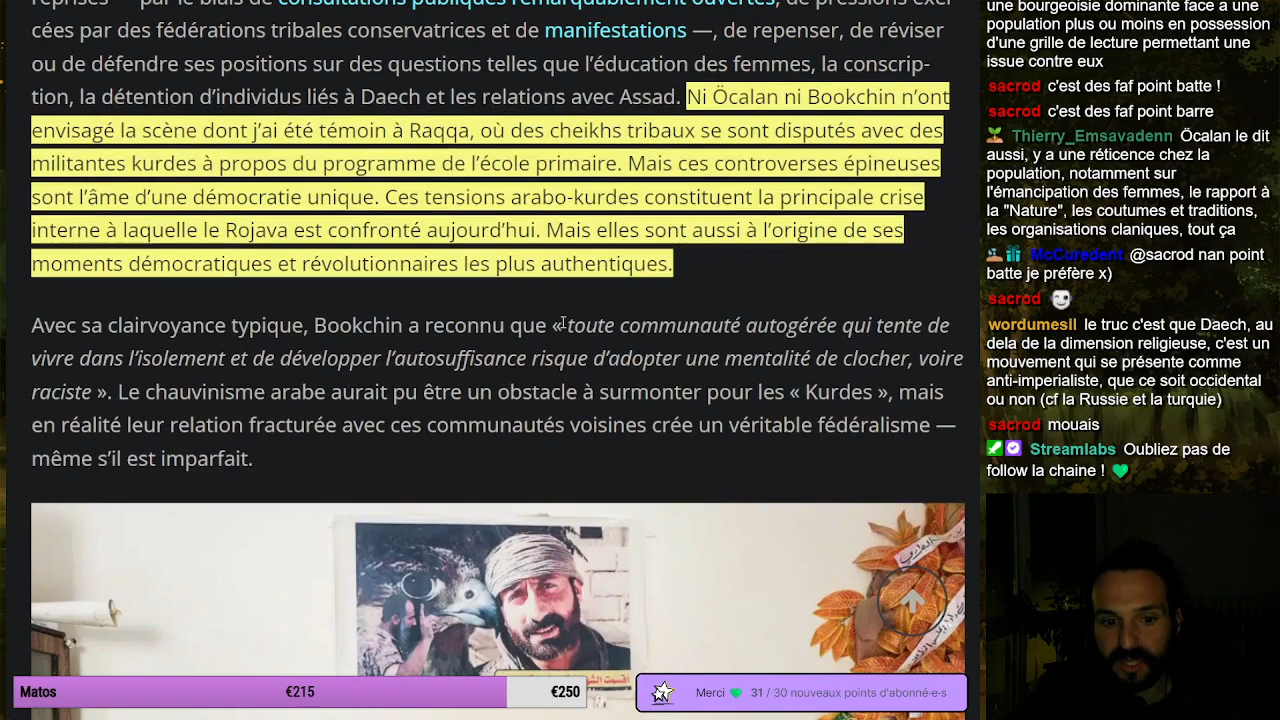 reprises — par le biais de consultations publiques remarquablement ouvertes, de pressions exer-
cées par des fédérations tribales conservatrices et de manifestations —, de repenser, de réviser
ou de défendre ses positions sur des questions telles que l’éducation des femmes, la conscrip-
tion, la détention d’individus liés à Daech et les relations avec Assad. Ni Öcalan ni Bookchin n’ont
envisagé la scène dont j’ai été témoin à Raqqa, où des cheikhs tribaux se sont disputés avec des
militantes kurdes à propos du programme de l’école primaire. Mais ces controverses épineuses
sont l’âme d’une démocratie unique. Ces tensions arabo-kurdes constituent la principale crise
interne à laquelle le Rojava est confronté aujourd’hui. Mais elles sont aussi à l’origine de ses
moments démocratiques et révolutionnaires les plus authentiques.
Avec sa clairvoyance typique, Bookchin a reconnu que « toute communauté autogérée qui tente de
vivre dans l’isolement et de développer l’autosuffisance risque d’adopter une mentalité de clocher, voire
raciste ». Le chauvinisme arabe aurait pu être un obstacle à surmonter pour les « Kurdes », mais
en réalité leur relation fracturée avec ces communautés voisines crée un véritable fédéralisme —
même s’il est imparfait.
Matos €215 €250
Merci 31 / 30 nouveaux points d'abonné·e·s
une bourgeoisie dominante face à une
population plus ou moins en possession
d'une grille de lecture permettant une
issue contre eux
sacrod c'est des faf point batte !
sacrod c'est des faf point barre
Thierry_Emsavadenn Öcalan le dit
aussi, y a une réticence chez la
population, notamment sur
l'émancipation des femmes, le rapport à
la "Nature", les coutumes et traditions,
les organisations claniques, tout ça
McCuredent @sacrod nan point
batte je préfère x)
sacrod
wordumesll le truc c'est que Daech, au
dela de la dimension religieuse, c'est un
mouvement qui se présente comme
anti-imperialiste, que ce soit occidental
ou non (cf la Russie et la turquie)
sacrod mouais
Streamlabs Oubliez pas de
follow la chaine !